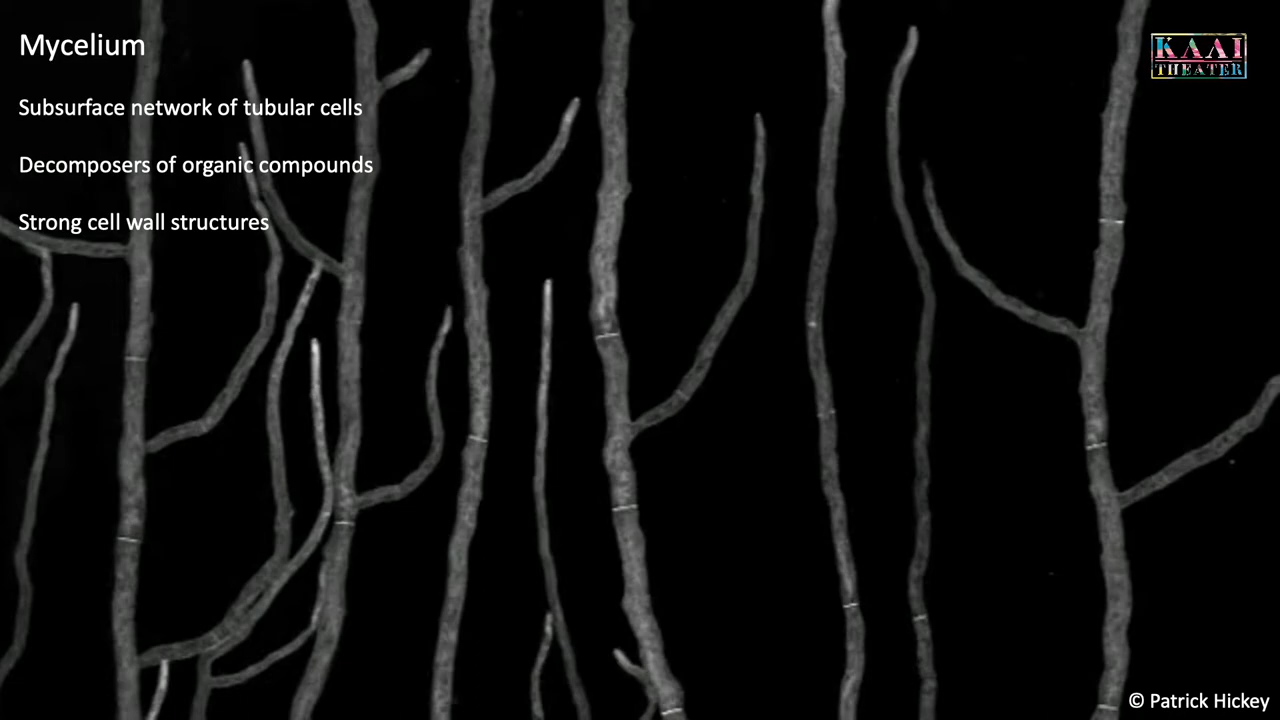 Mycelium
KAAI
THEATER
Subsurface network of tubular cells
Decomposers of organic compounds
Strong cell wall structures
© Patrick Hickey